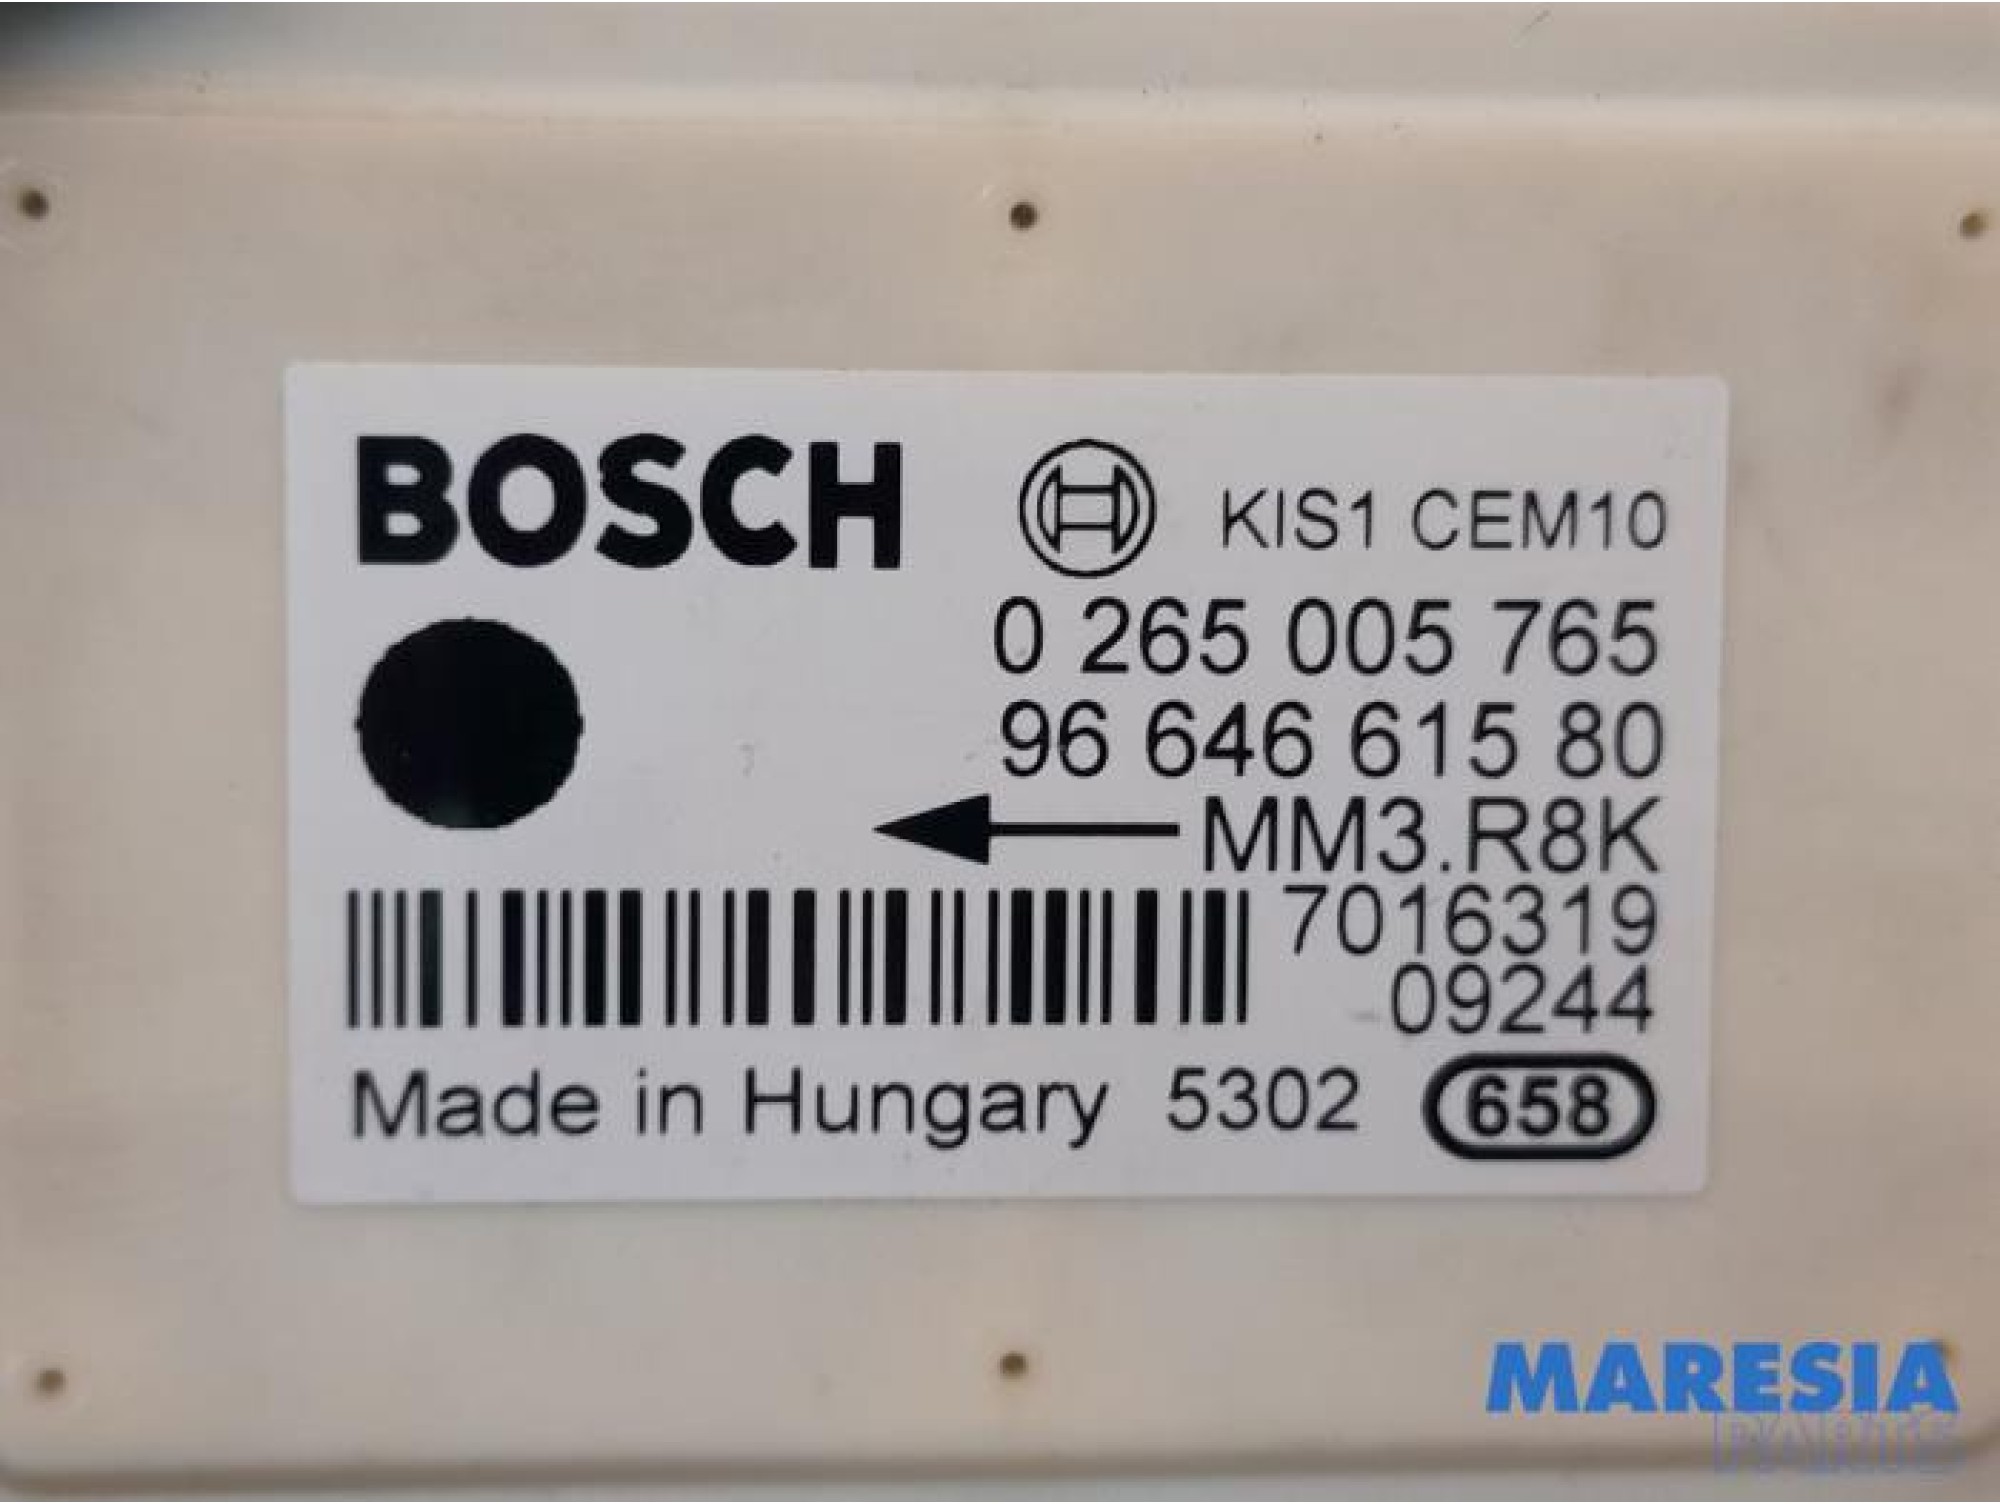 BOSCH KIS1 CEM10
0 265 005 765
96 646 615 80
MM3.R8K
7016319
09244
Made in Hungary 5302 658
MARESIA
PARTS